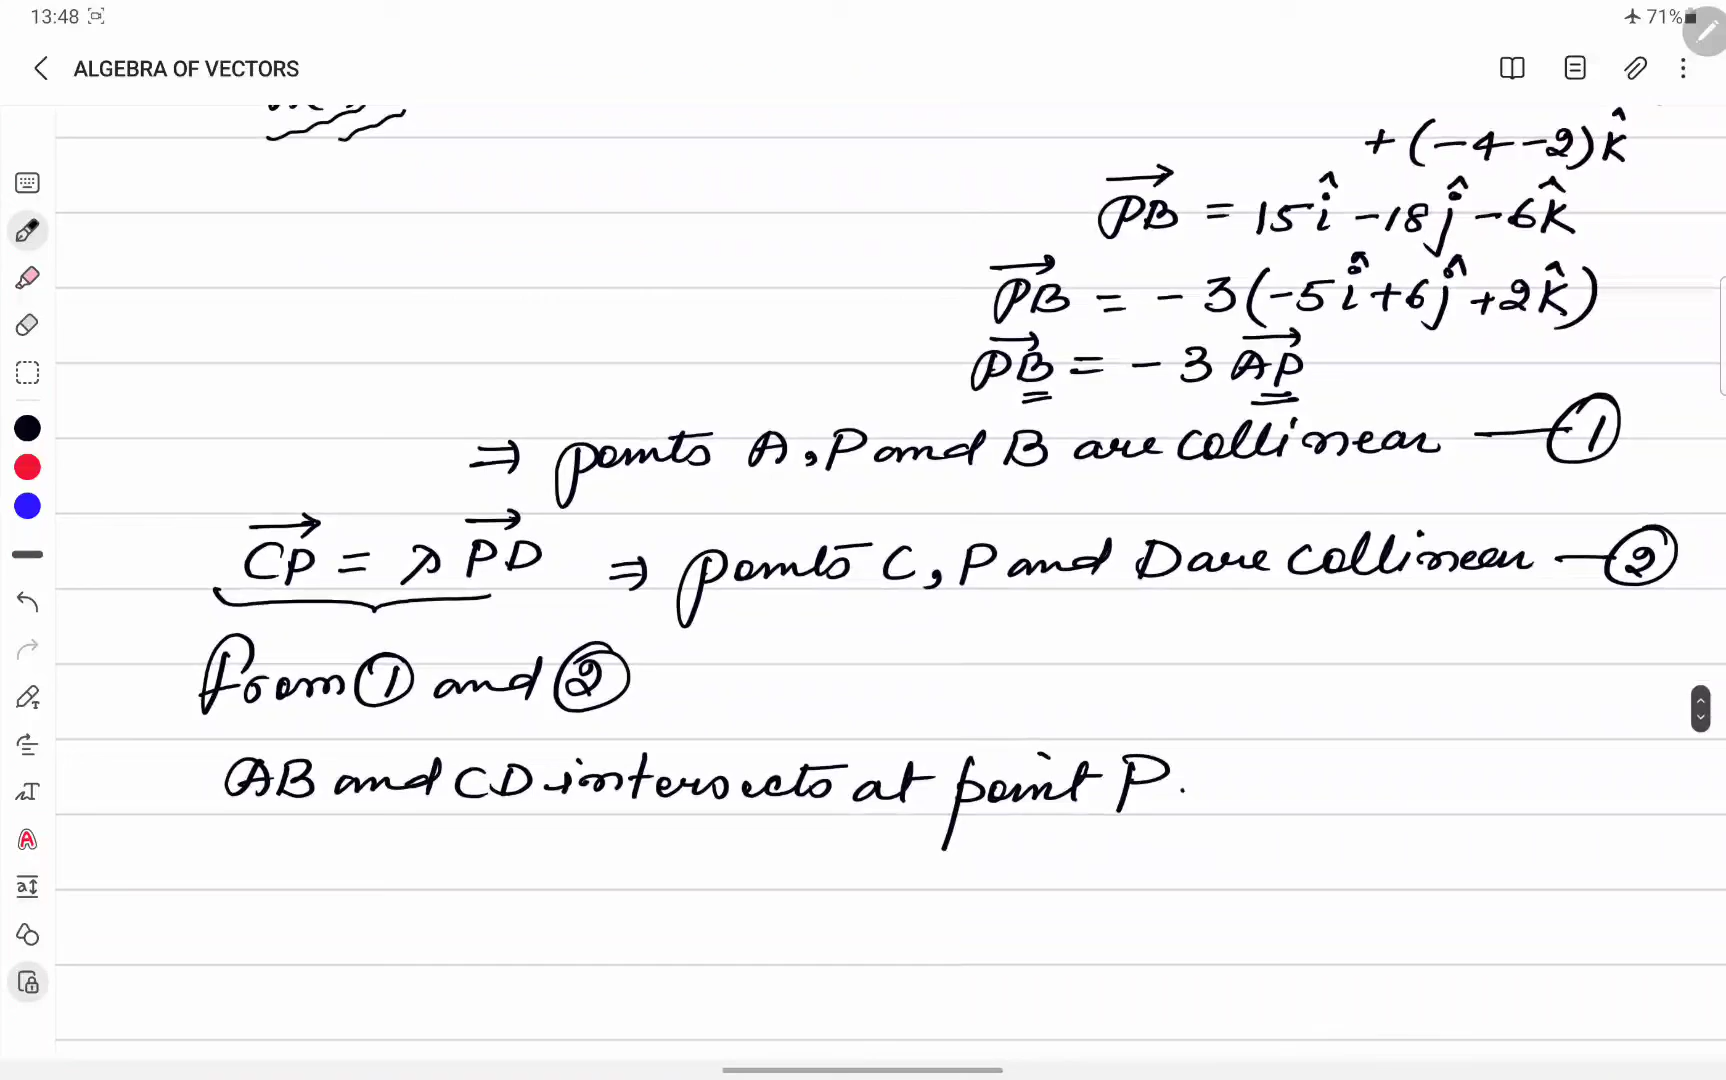 13:48
71%
ALGEBRA OF VECTORS
+ (-4-2)k̂
→PB = 15î -18ĵ -6k̂
→PB = -3(-5î+6ĵ+2k̂)
→PB = -3 →AP
⇒ points A, P and B are collinear — ①
→CP = λ →PD ⇒ points C, P and D are collinear — ②
from ① and ②
AB and CD intersects at point P.